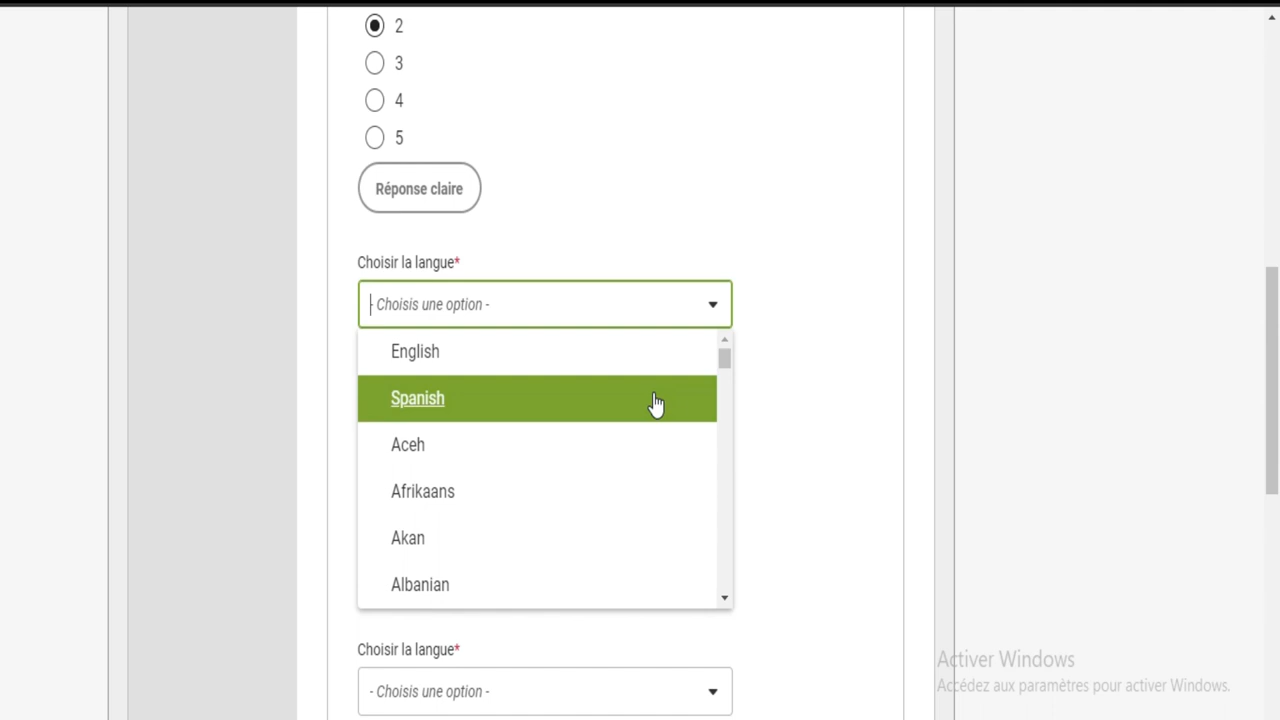 2
3
4
5
Réponse claire
Choisir la langue*
- Choisis une option -
English
Spanish
Aceh
Afrikaans
Akan
Albanian
Choisir la langue*
- Choisis une option -
Activer Windows
Accédez aux paramètres pour activer Windows.